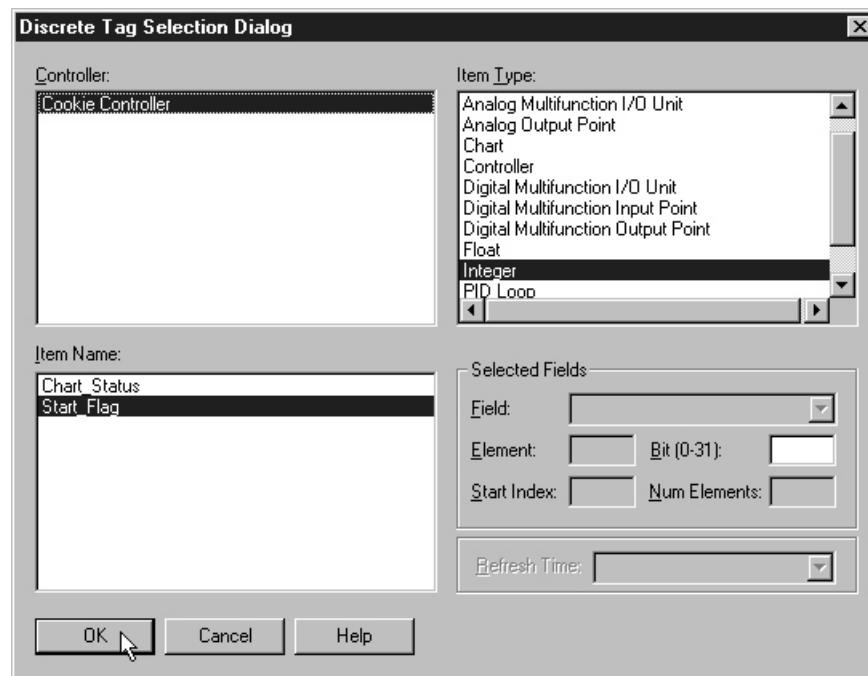 Discrete Tag Selection Dialog
Controller:
Cookie Controller
Item Type:
Analog Multifunction I/O Unit
Analog Output Point
Chart
Controller
Digital Multifunction I/O Unit
Digital Multifunction Input Point
Digital Multifunction Output Point
Float
Integer
PID Loop
Item Name:
Chart_Status
Start_Flag
Selected Fields
Field:
Element: Bit (0-31):
Start Index: Num Elements:
Refresh Time:
OK Cancel Help